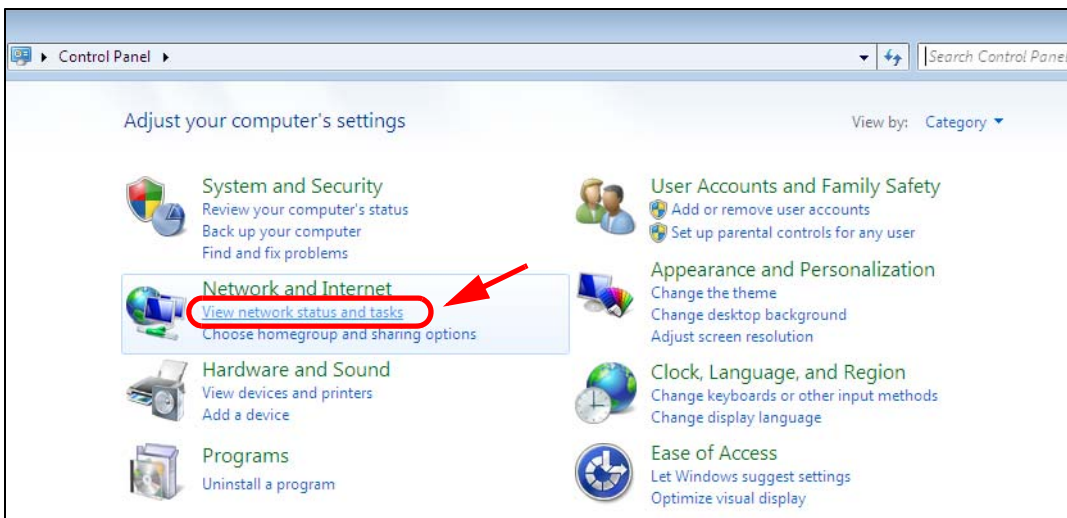 Control Panel
Search Control Panel
Adjust your computer's settings
View by: Category
System and Security
Review your computer's status
Back up your computer
Find and fix problems
Network and Internet
View network status and tasks
Choose homegroup and sharing options
Hardware and Sound
View devices and printers
Add a device
Programs
Uninstall a program
User Accounts and Family Safety
Add or remove user accounts
Set up parental controls for any user
Appearance and Personalization
Change the theme
Change desktop background
Adjust screen resolution
Clock, Language, and Region
Change keyboards or other input methods
Change display language
Ease of Access
Let Windows suggest settings
Optimize visual display